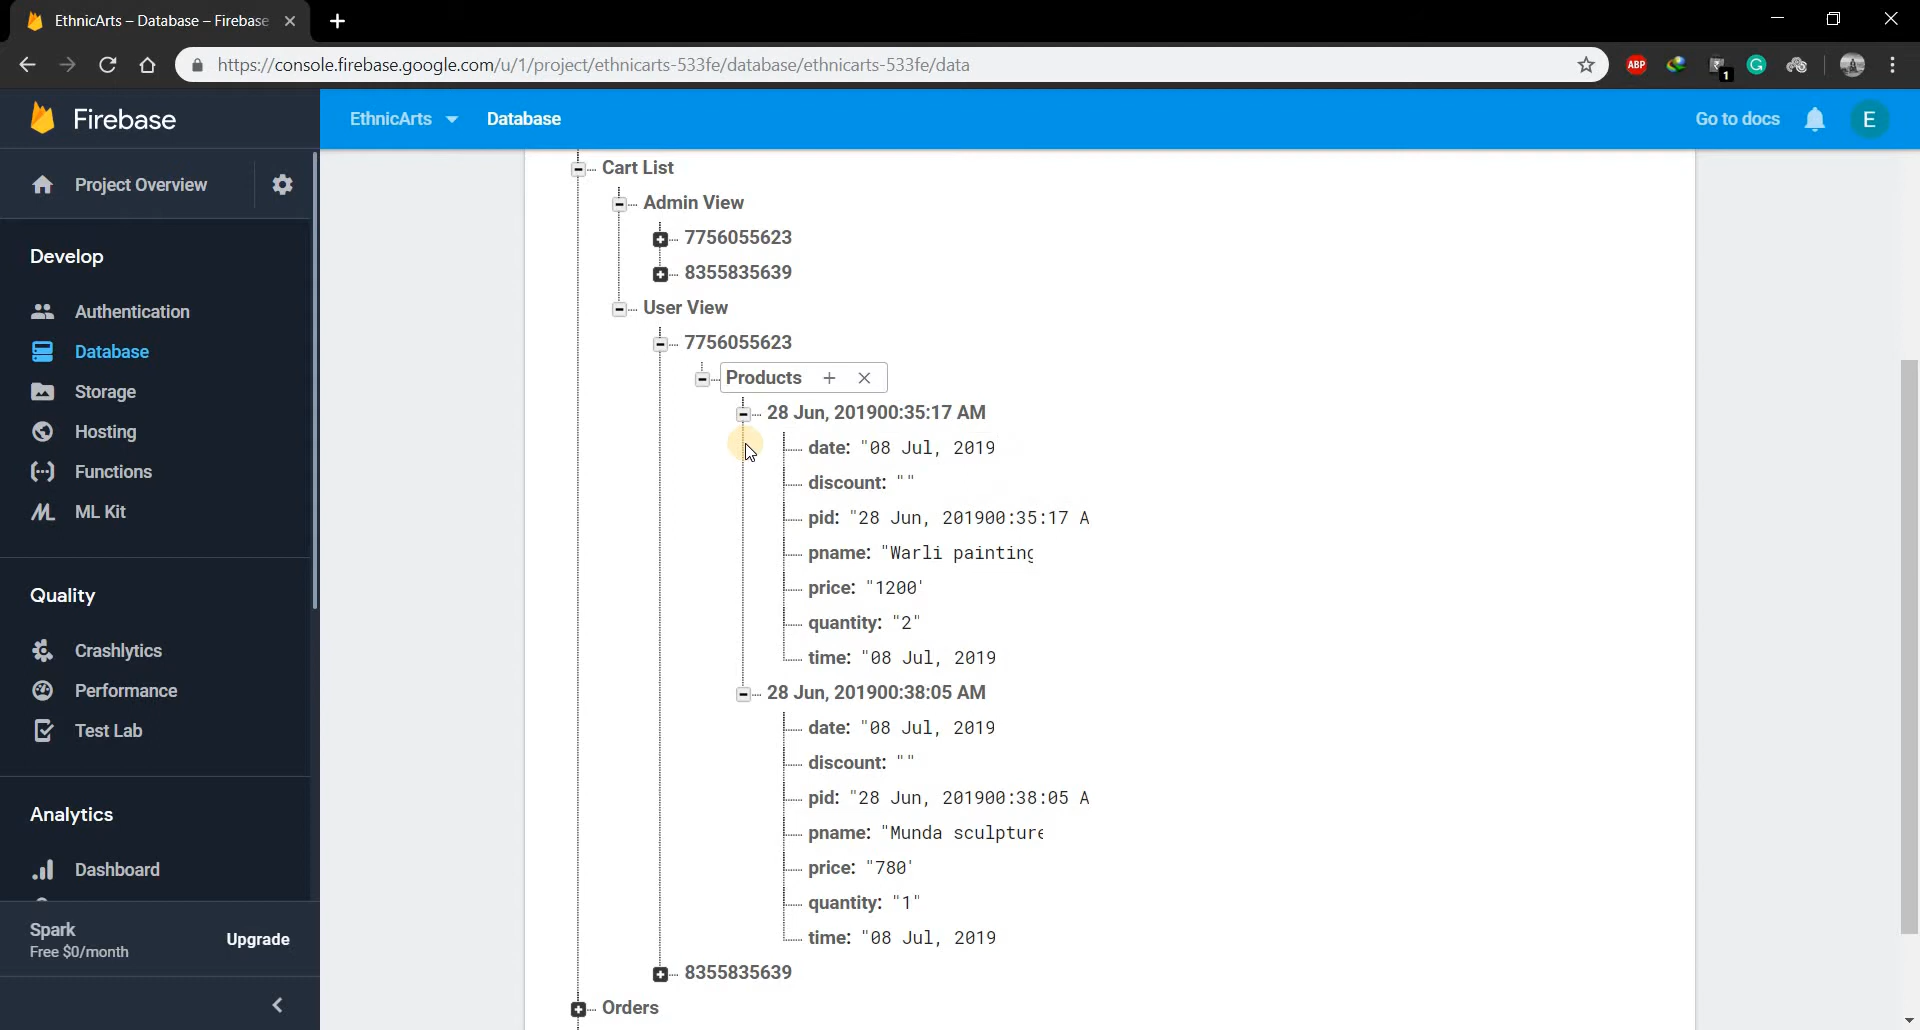 EthnicArts – Database – Firebase
https://console.firebase.google.com/u/1/project/ethnicarts-533fe/database/ethnicarts-533fe/data
ABP
1
Firebase
EthnicArts
Database
Go to docs
E
Project Overview
Develop
Authentication
Database
Storage
Hosting
Functions
ML Kit
Quality
Crashlytics
Performance
Test Lab
Analytics
Dashboard
Spark
Free $0/month
Upgrade
Cart List
Admin View
7756055623
8355835639
User View
7756055623
Products
28 Jun, 201900:35:17 AM
date: "08 Jul, 2019
discount: ""
pid: "28 Jun, 201900:35:17 A
pname: "Warli painting
price: "1200'
quantity: "2"
time: "08 Jul, 2019
28 Jun, 201900:38:05 AM
date: "08 Jul, 2019
discount: ""
pid: "28 Jun, 201900:38:05 A
pname: "Munda sculpture
price: "780'
quantity: "1"
time: "08 Jul, 2019
8355835639
Orders